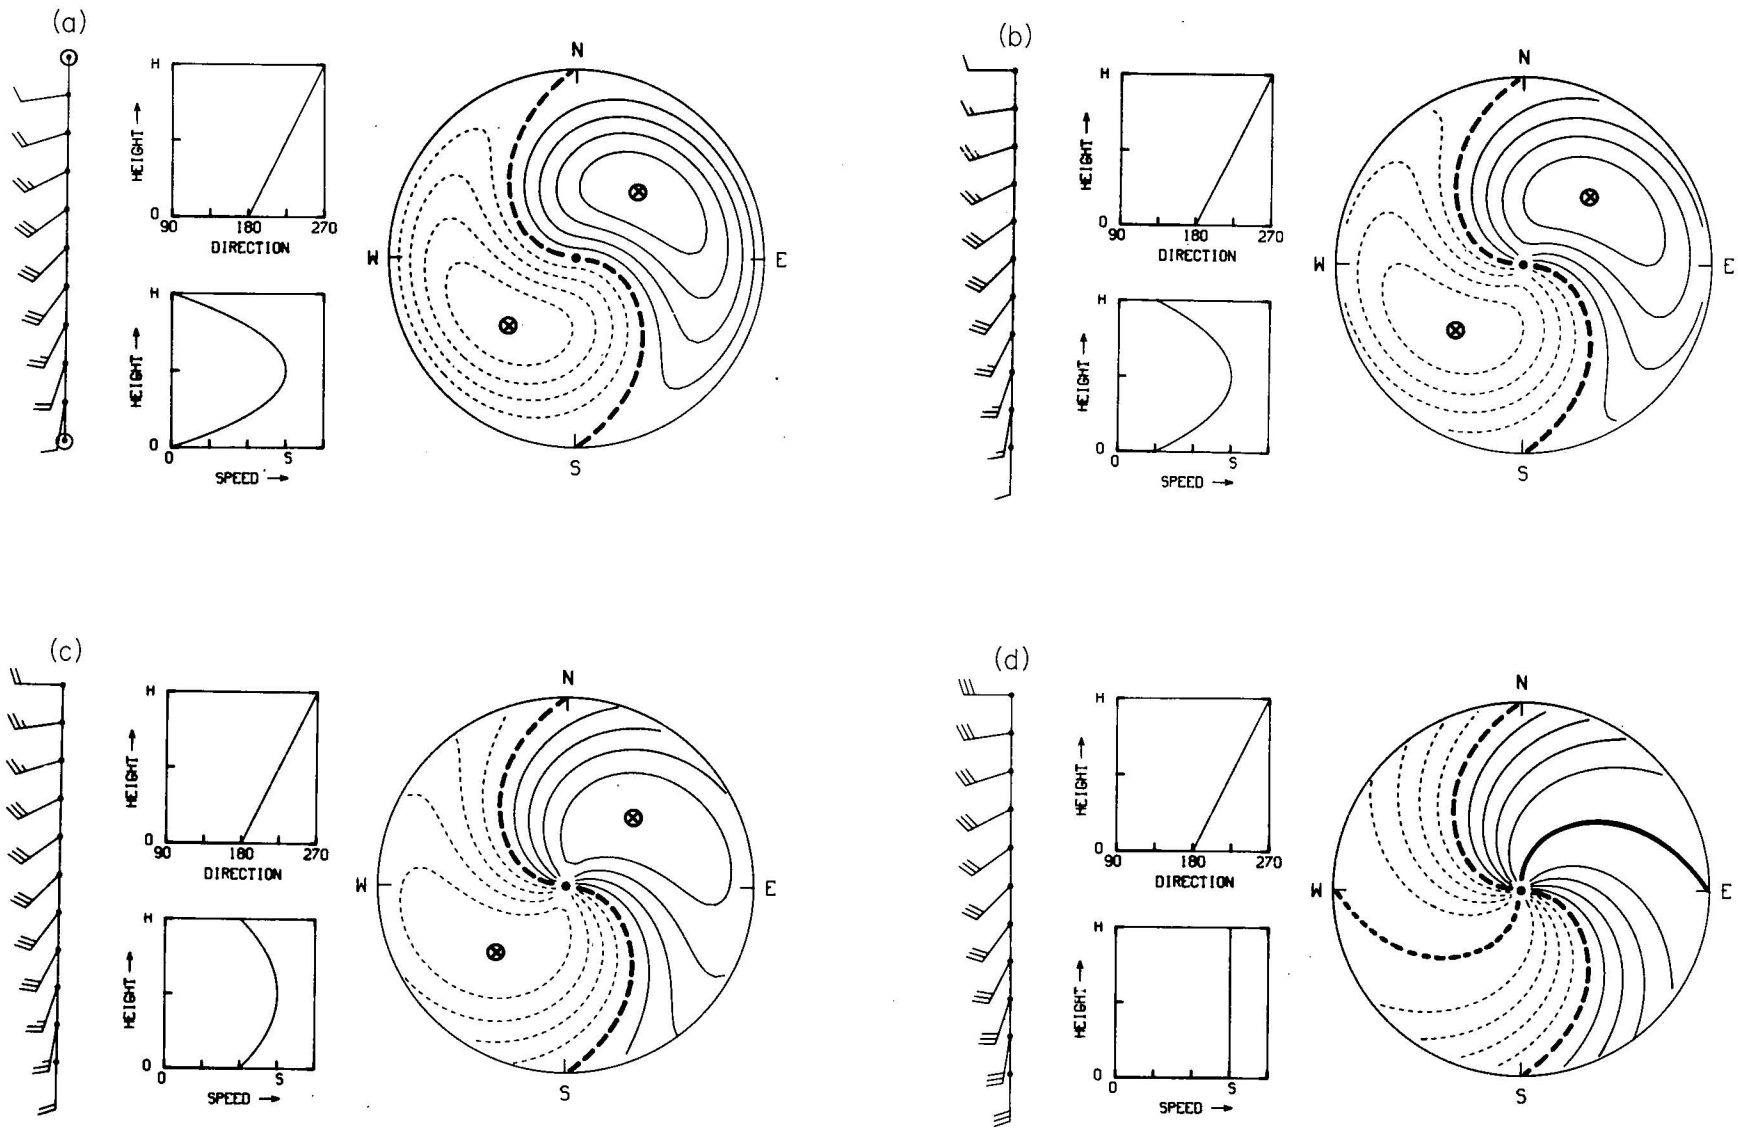 (a)
H
HEIGHT →
0
90 180 270
DIRECTION
H
HEIGHT →
0 S
SPEED →
N
W E
S
(b)
H
HEIGHT →
0
90 180 270
DIRECTION
H
HEIGHT →
0
0 S
SPEED →
N
W E
S
(c)
H
HEIGHT →
0
90 180 270
DIRECTION
H
HEIGHT →
0
0 S
SPEED →
N
W E
S
(d)
H
HEIGHT →
0
90 180 270
DIRECTION
H
HEIGHT →
0
0 S
SPEED →
N
W E
S